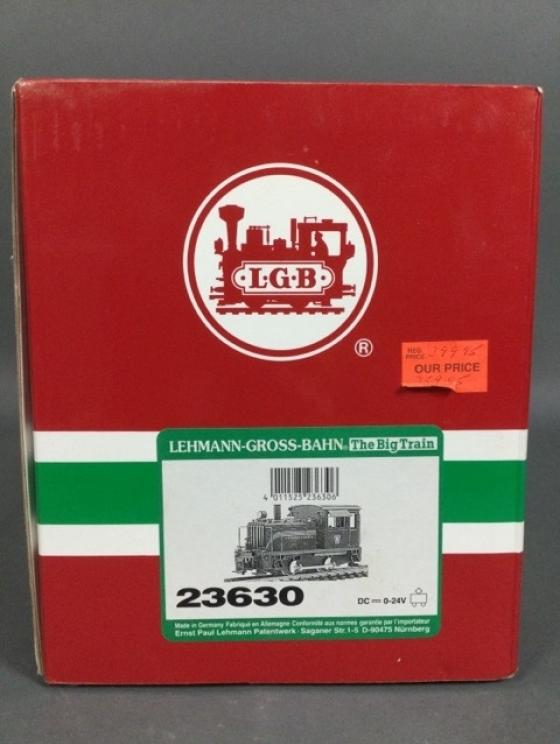 L·G·B
®
REG. PRICE 399.95
OUR PRICE
LEHMANN-GROSS-BAHN® The Big Train
4 011525 236306
23630 DC 0-24V
Made in Germany Fabriqué en Allemagne Conformité aux normes garantie par l'importateur
Ernst Paul Lehmann Patentwerk · Saganer Str. 1-5 D-90475 Nürnberg